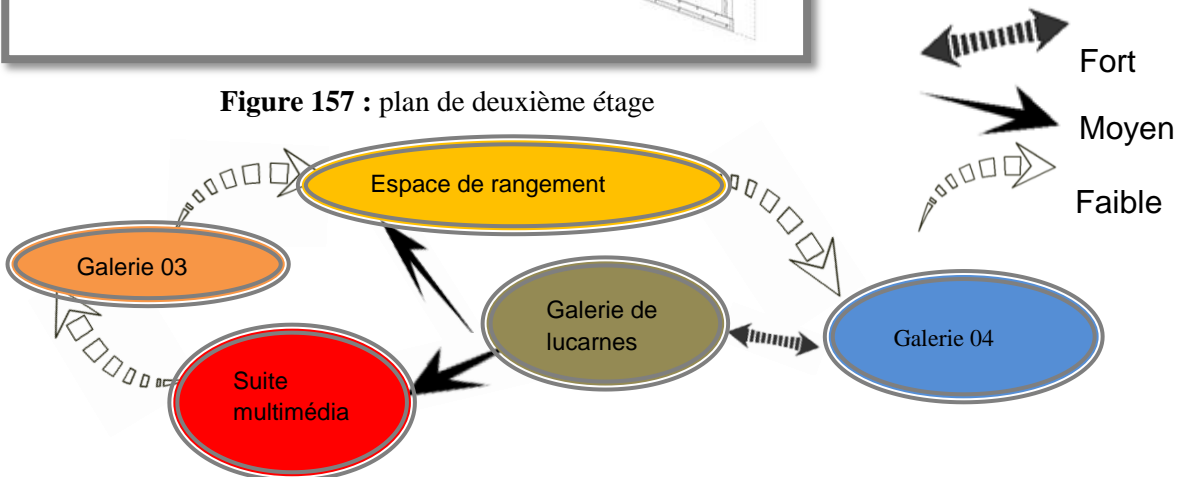 Fort
Figure 157 : plan de deuxième étage
Moyen
Espace de rangement
Faible
Galerie 03
Galerie de
lucarnes
Galerie 04
Suite
multimédia